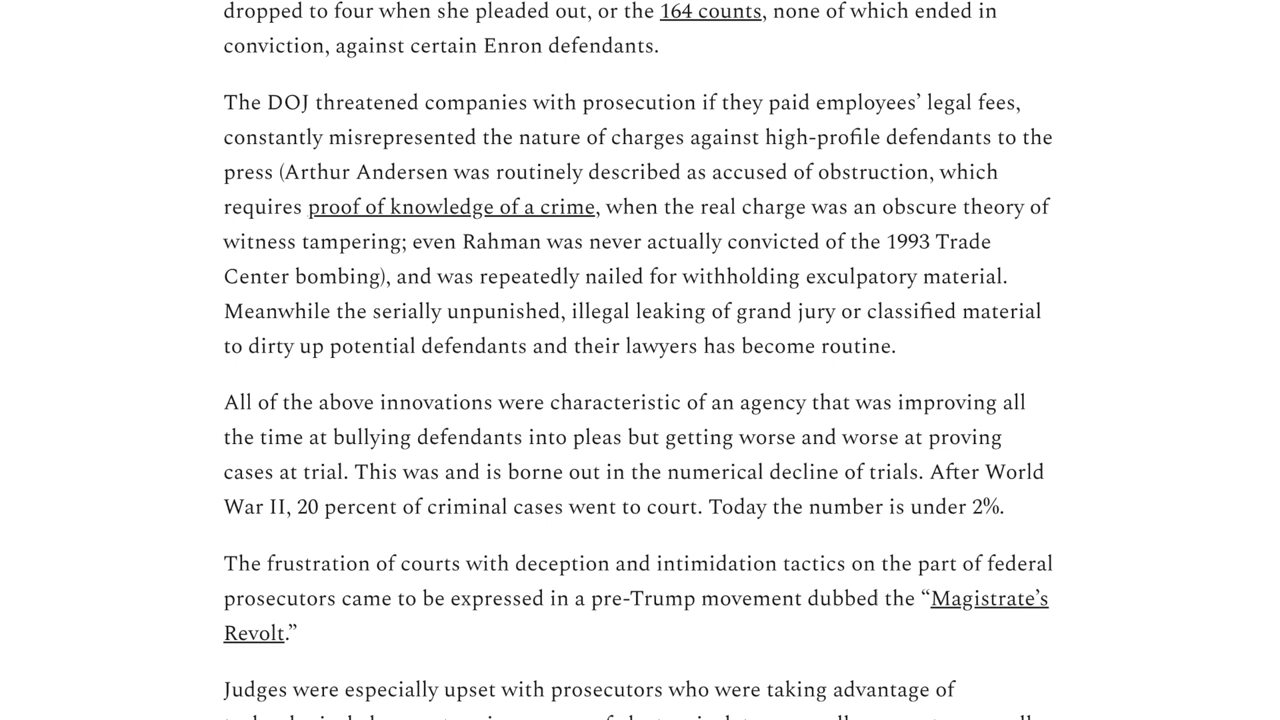 dropped to four when she pleaded out, or the 164 counts, none of which ended in
conviction, against certain Enron defendants.
The DOJ threatened companies with prosecution if they paid employees’ legal fees,
constantly misrepresented the nature of charges against high-profile defendants to the
press (Arthur Andersen was routinely described as accused of obstruction, which
requires proof of knowledge of a crime, when the real charge was an obscure theory of
witness tampering; even Rahman was never actually convicted of the 1993 Trade
Center bombing), and was repeatedly nailed for withholding exculpatory material.
Meanwhile the serially unpunished, illegal leaking of grand jury or classified material
to dirty up potential defendants and their lawyers has become routine.
All of the above innovations were characteristic of an agency that was improving all
the time at bullying defendants into pleas but getting worse and worse at proving
cases at trial. This was and is borne out in the numerical decline of trials. After World
War II, 20 percent of criminal cases went to court. Today the number is under 2%.
The frustration of courts with deception and intimidation tactics on the part of federal
prosecutors came to be expressed in a pre-Trump movement dubbed the “Magistrate’s
Revolt.”
Judges were especially upset with prosecutors who were taking advantage of